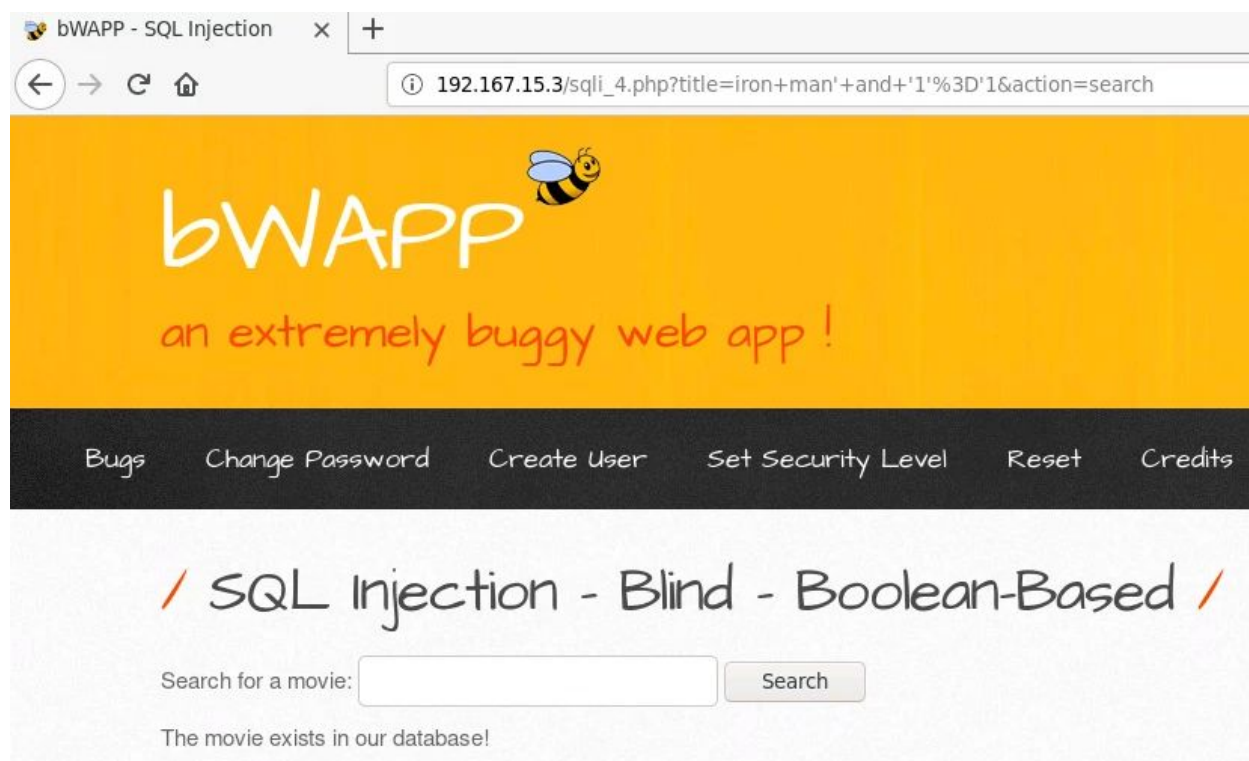 bWAPP - SQL Injection
192.167.15.3/sqli_4.php?title=iron+man'+and+'1'%3D'1&action=search
bWAPP
an extremely buggy web app !
Bugs Change Password Create User Set Security Level Reset Credits
/ SQL Injection - Blind - Boolean-Based /
Search for a movie: Search
The movie exists in our database!